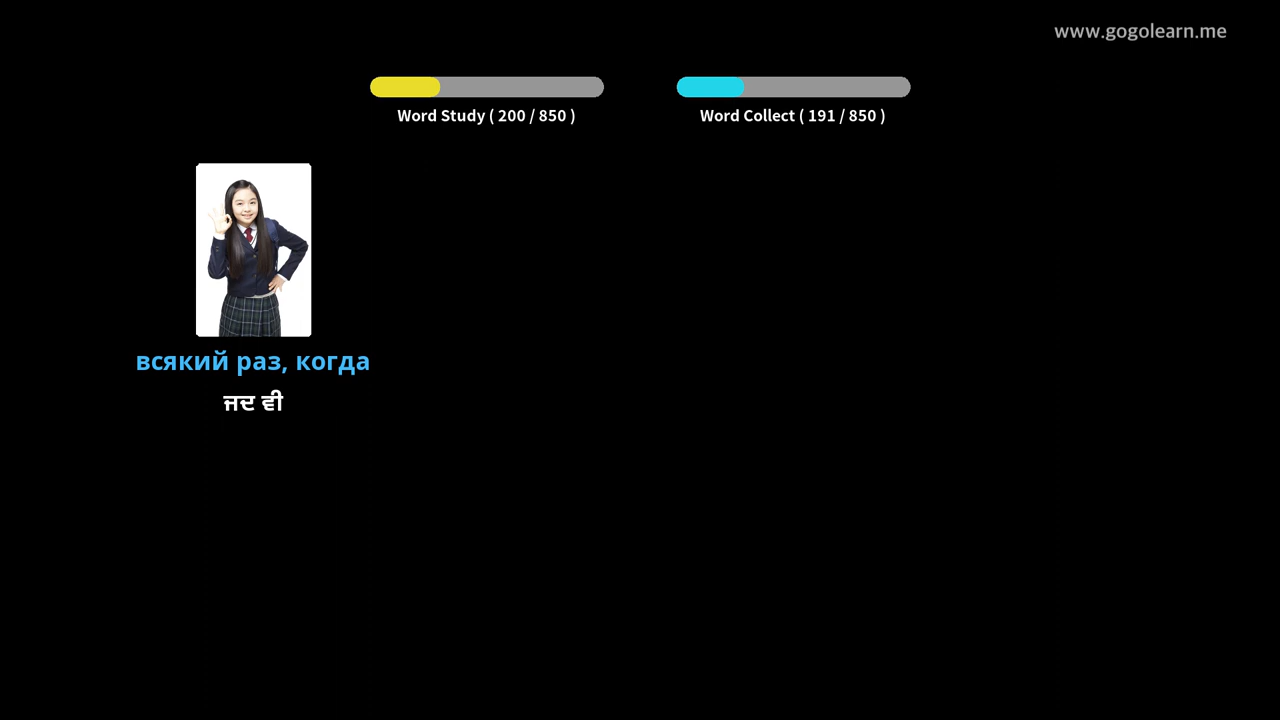 www.gogolearn.me
Word Study ( 200 / 850 )
Word Collect ( 191 / 850 )
всякий раз, когда
ਜਦ ਵੀ